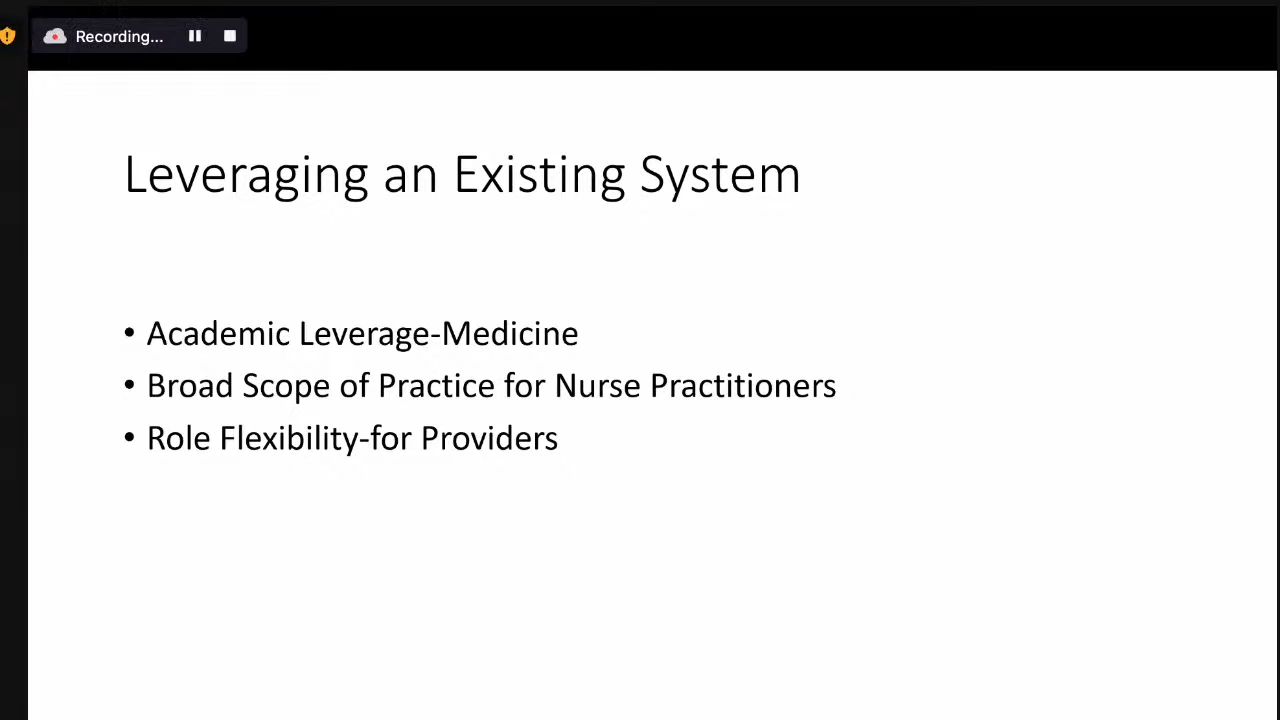 Recording...
Leveraging an Existing System
• Academic Leverage-Medicine
• Broad Scope of Practice for Nurse Practitioners
• Role Flexibility-for Providers